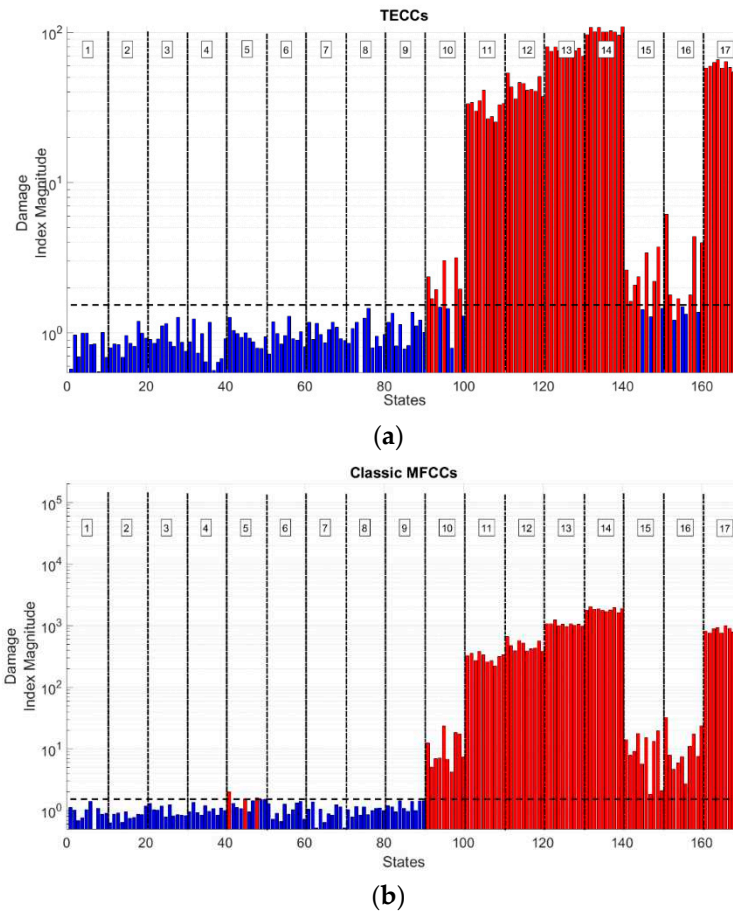 TECCs
10²
10¹
10⁰
Damage
Index Magnitude
1 2 3 4 5 6 7 8 9 10 11 12 13 14 15 16 17
0 20 40 60 80 100 120 140 160
States
(a)
Classic MFCCs
10⁵
10⁴
10³
10²
10¹
10⁰
Damage
Index Magnitude
1 2 3 4 5 6 7 8 9 10 11 12 13 14 15 16 17
0 20 40 60 80 100 120 140 160
States
(b)